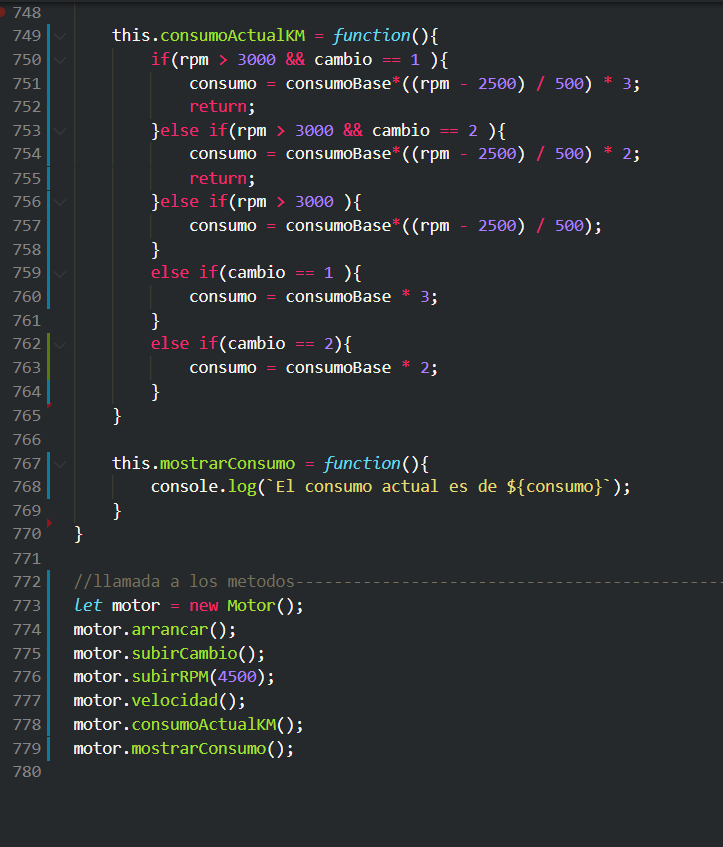 748
749 this.consumoActualKM = function(){
750 if(rpm > 3000 && cambio == 1 ){
751 consumo = consumoBase*((rpm - 2500) / 500) * 3;
752 return;
753 }else if(rpm > 3000 && cambio == 2 ){
754 consumo = consumoBase*((rpm - 2500) / 500) * 2;
755 return;
756 }else if(rpm > 3000 ){
757 consumo = consumoBase*((rpm - 2500) / 500);
758 }
759 else if(cambio == 1 ){
760 consumo = consumoBase * 3;
761 }
762 else if(cambio == 2){
763 consumo = consumoBase * 2;
764 }
765 }
766
767 this.mostrarConsumo = function(){
768 console.log(`El consumo actual es de ${consumo}`);
769 }
770 }
771
772 //llamada a los metodos---------------------------------------------
773 let motor = new Motor();
774 motor.arrancar();
775 motor.subirCambio();
776 motor.subirRPM(4500);
777 motor.velocidad();
778 motor.consumoActualKM();
779 motor.mostrarConsumo();
780